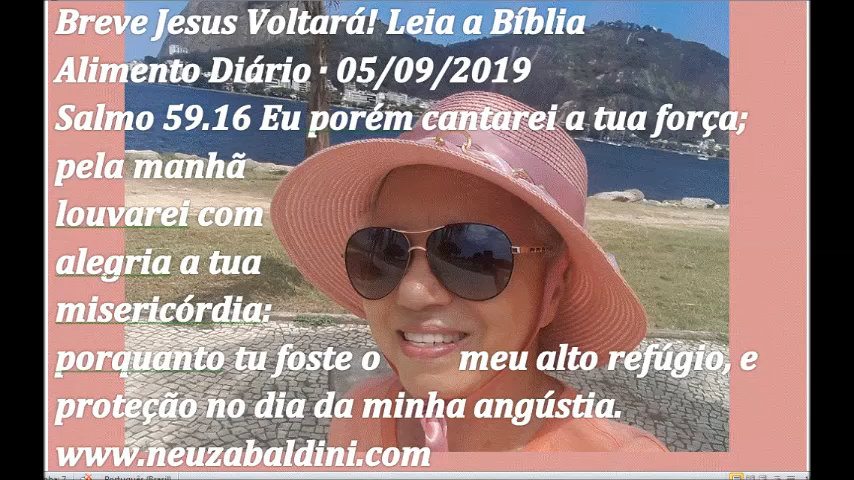 Breve Jesus Voltará! Leia a Bíblia
Alimento Diário · 05/09/2019
Salmo 59.16 Eu porém cantarei a tua força;
pela manhã
louvarei com
alegria a tua
misericórdia;
porquanto tu foste o meu alto refúgio, e
proteção no dia da minha angústia.
www.neuzabaldini.com
Português (Brasil)